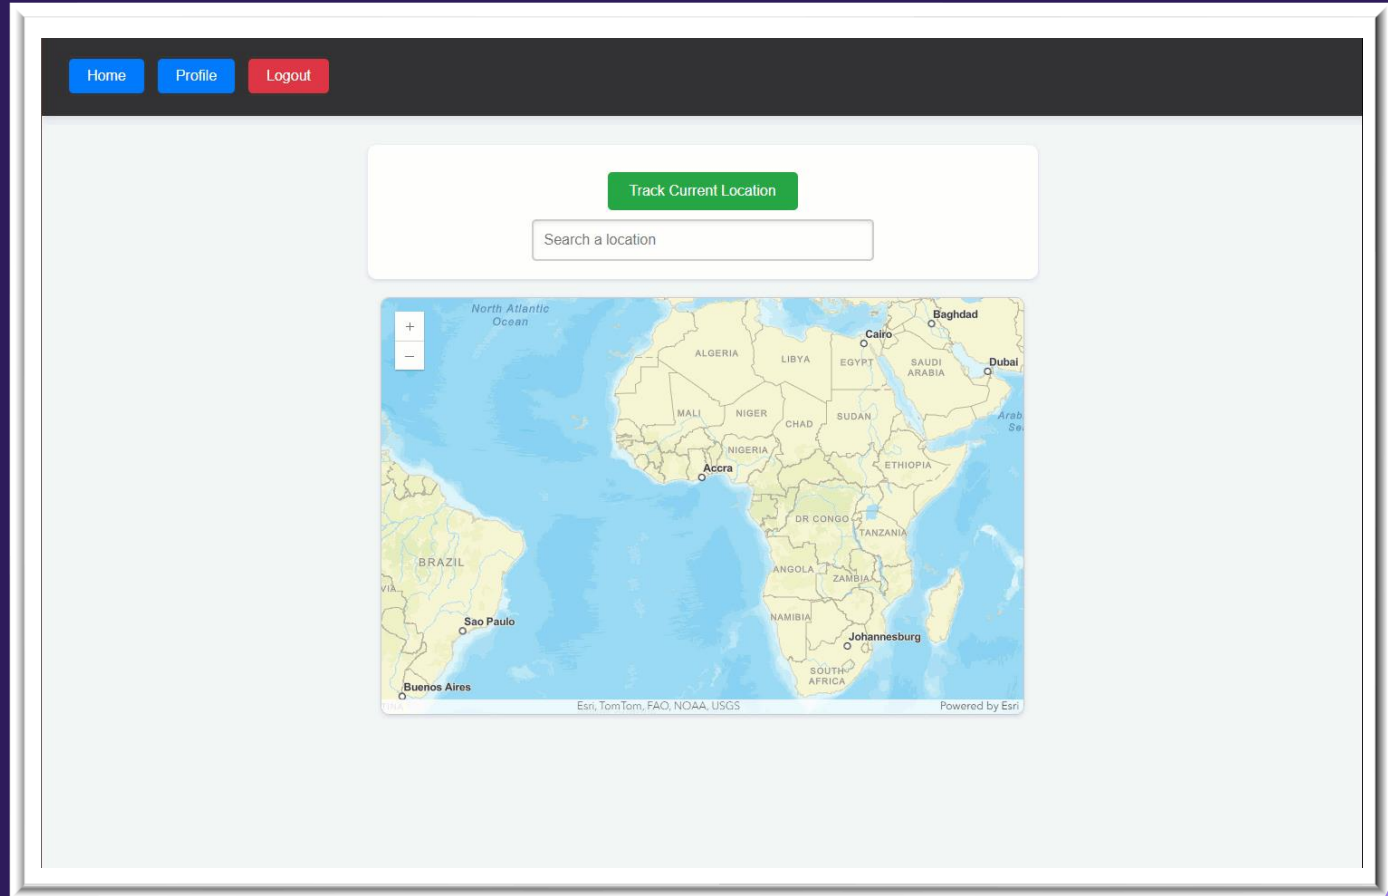 Home Profile Logout
Track Current Location
Search a location
North Atlantic
Ocean
+
−
Baghdad
Cairo
ALGERIA
LIBYA
EGYPT
SAUDI
ARABIA
Dubai
MALI
NIGER
CHAD
SUDAN
Arab
Se
NIGERIA
Accra
ETHIOPIA
DR CONGO
TANZANIA
BRAZIL
ANGOLA
ZAMBIA
VIA
NAMIBIA
Sao Paulo
Johannesburg
SOUTH
AFRICA
Buenos Aires
Esri, TomTom, FAO, NOAA, USGS
Powered by Esri